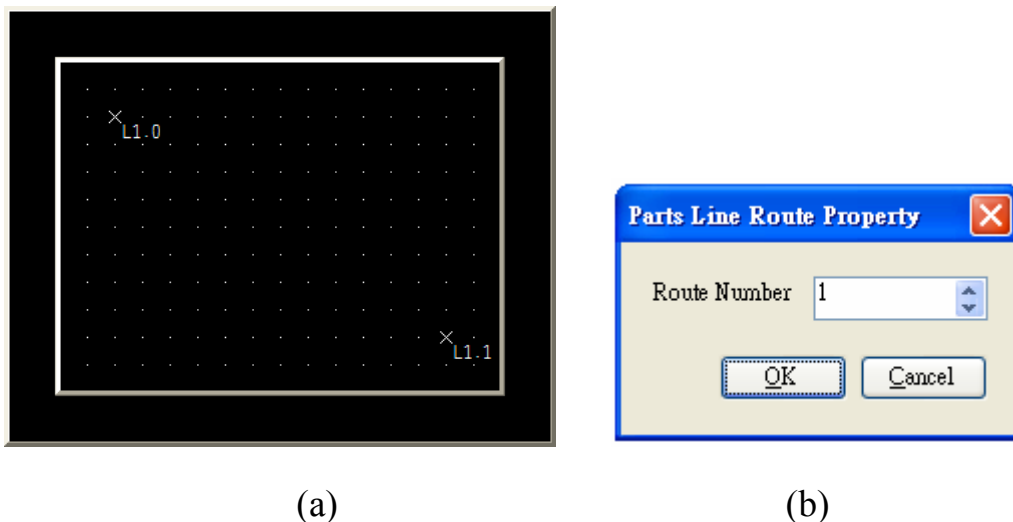 L1.0
L1.1
Parts Line Route Property
Route Number 1
OK Cancel
(a) (b)